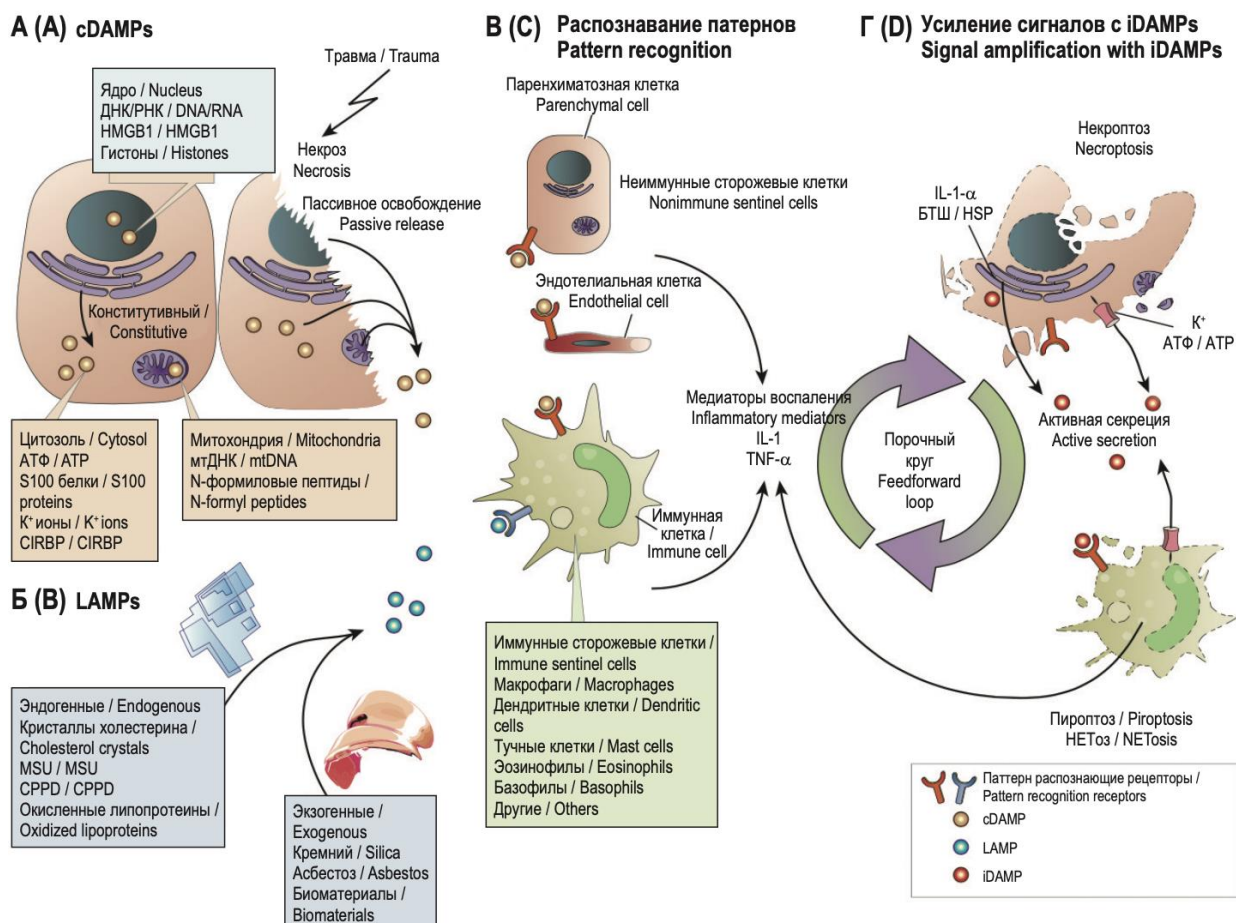 А (A) cDAMPs
Травма / Trauma
Ядро / Nucleus
ДНК/РНК / DNA/RNA
HMGB1 / HMGB1
Гистоны / Histones
Некроз
Necrosis
Пассивное освобождение
Passive release
Конститутивный /
Constitutive
Цитозоль / Cytosol
АТФ / ATP
S100 белки / S100
proteins
К⁺ ионы / K⁺ ions
CIRBP / CIRBP
Митохондрия / Mitochondria
мтДНК / mtDNA
N-формиловые пептиды /
N-formyl peptides
Б (B) LAMPs
Эндогенные / Endogenous
Кристаллы холестерина /
Cholesterol crystals
MSU / MSU
CPPD / CPPD
Окисленные липопротеины /
Oxidized lipoproteins
Экзогенные /
Exogenous
Кремний / Silica
Асбестоз / Asbestos
Биоматериалы /
Biomaterials
В (C) Распознавание патернов
Pattern recognition
Паренхиматозная клетка
Parenchymal cell
Неиммунные сторожевые клетки
Nonimmune sentinel cells
Эндотелиальная клетка
Endothelial cell
Медиаторы воспаления
Inflammatory mediators
IL-1
TNF-α
Иммунная
клетка /
Immune cell
Иммунные сторожевые клетки /
Immune sentinel cells
Макрофаги / Macrophages
Дендритные клетки / Dendritic
cells
Тучные клетки / Mast cells
Эозинофилы / Eosinophils
Базофилы / Basophils
Другие / Others
Г (D) Усиление сигналов с iDAMPs
Signal amplification with iDAMPs
Некроптоз
Necroptosis
IL-1-α
БТШ / HSP
К⁺
АТФ / ATP
Порочный
круг
Feedforward
loop
Активная секреция
Active secretion
Пироптоз / Piroptosis
НЕТоз / NETosis
Паттерн распознающие рецепторы /
Pattern recognition receptors
cDAMP
LAMP
iDAMP